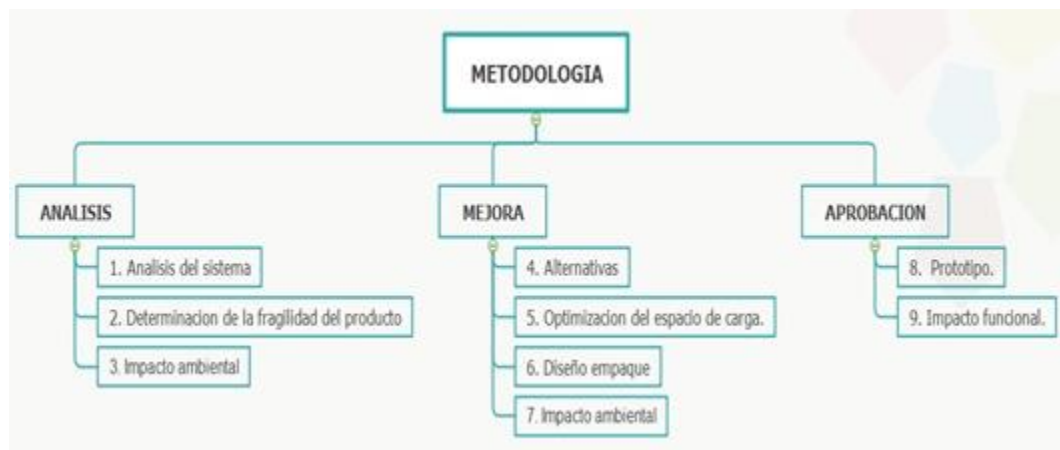 METODOLOGIA
ANALISIS
1. Analisis del sistema
2. Determinacion de la fragilidad del producto
3. Impacto ambiental
MEJORA
4. Alternativas
5. Optimizacion del espacio de carga.
6. Diseño empaque
7. Impacto ambiental
APROBACION
8. Prototipo.
9. Impacto funcional.